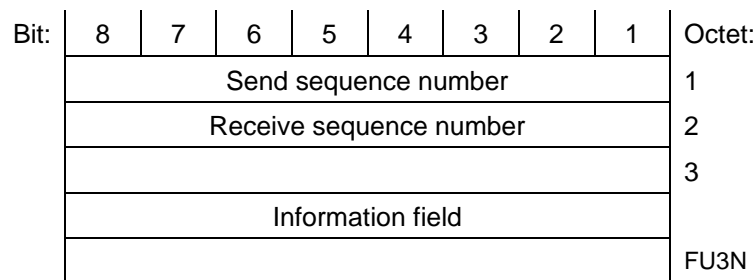 Bit: 8 7 6 5 4 3 2 1 Octet:
Send sequence number 1
Receive sequence number 2
3
Information field
FU3N